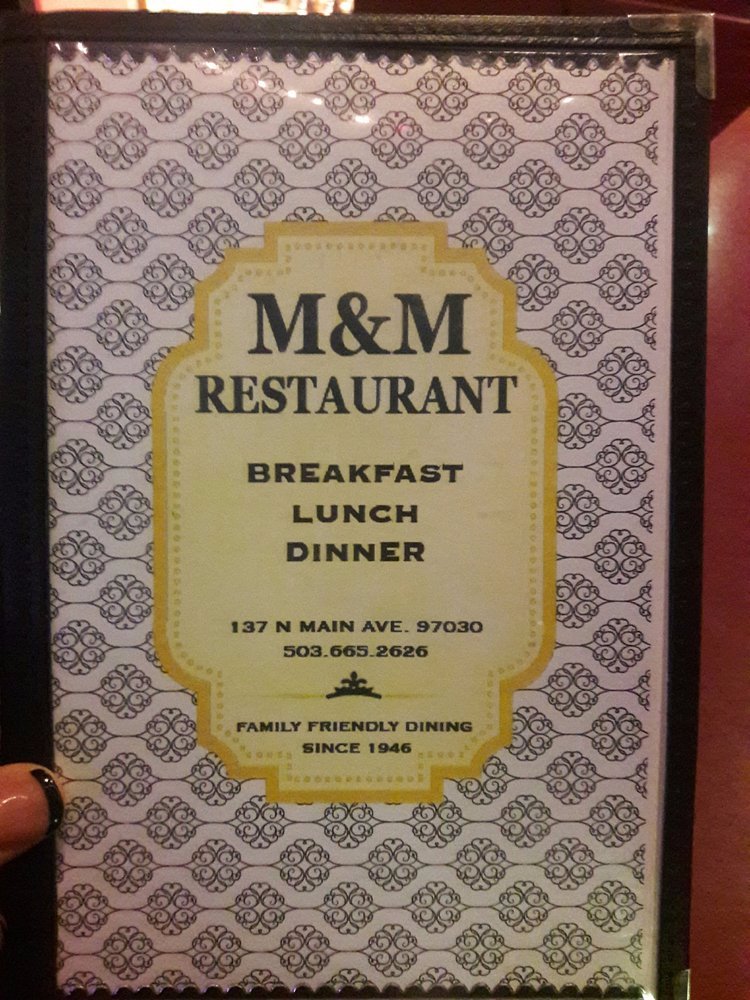 M&M
RESTAURANT
BREAKFAST
LUNCH
DINNER
137 N MAIN AVE. 97030
503.665.2626
FAMILY FRIENDLY DINING
SINCE 1946